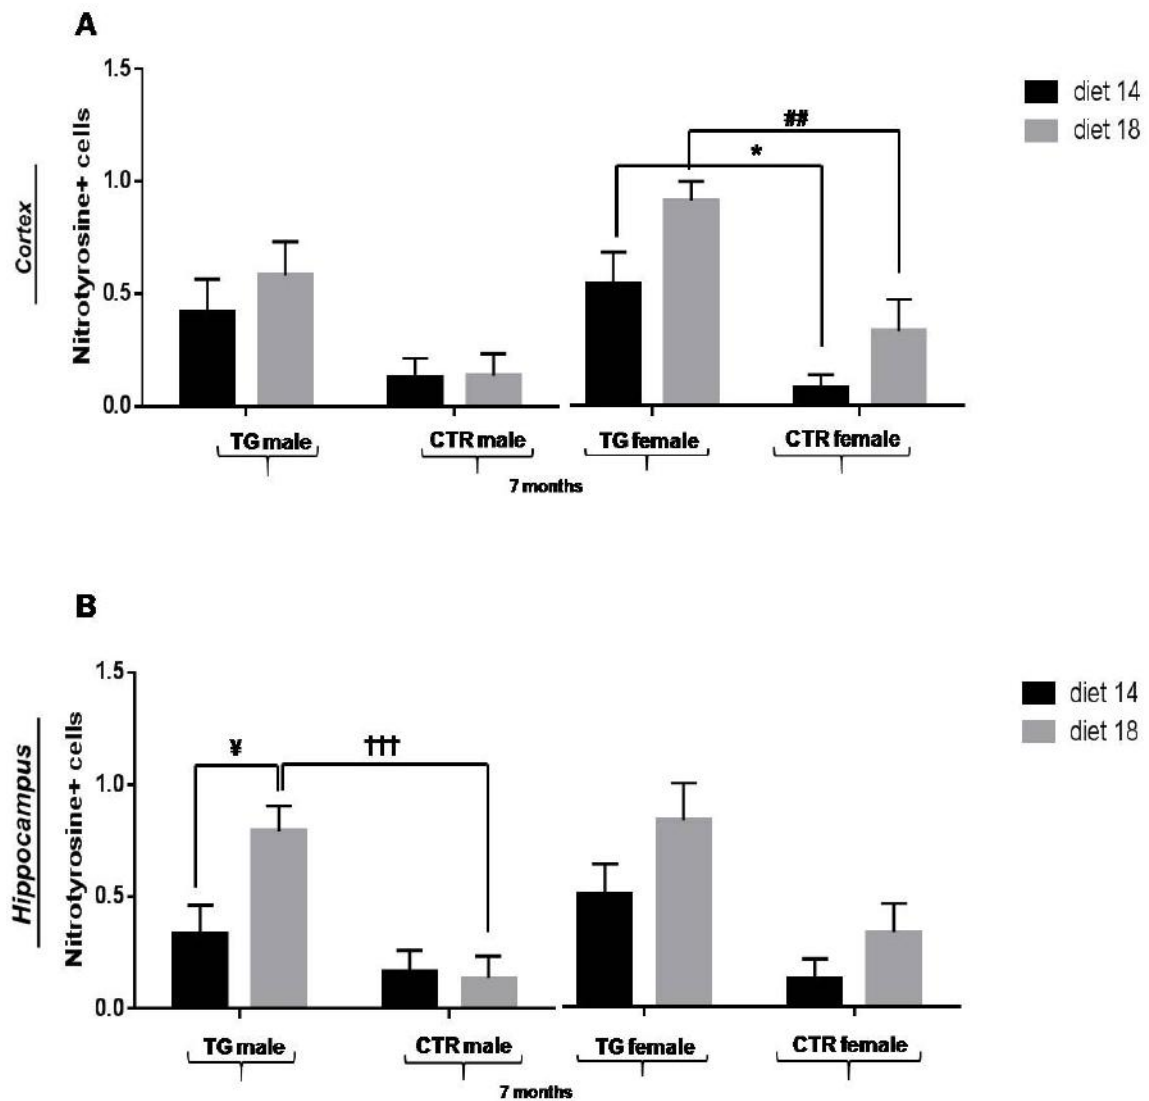 A
1.5
1.0
0.5
0.0
Nitrotyrosine+ cells
Cortex
diet 14
diet 18
##
*
TG male
CTR male
TG female
CTR female
7 months
B
1.5
1.0
0.5
0.0
Nitrotyrosine+ cells
Hippocampus
diet 14
diet 18
¥
†††
TG male
CTR male
TG female
CTR female
7 months